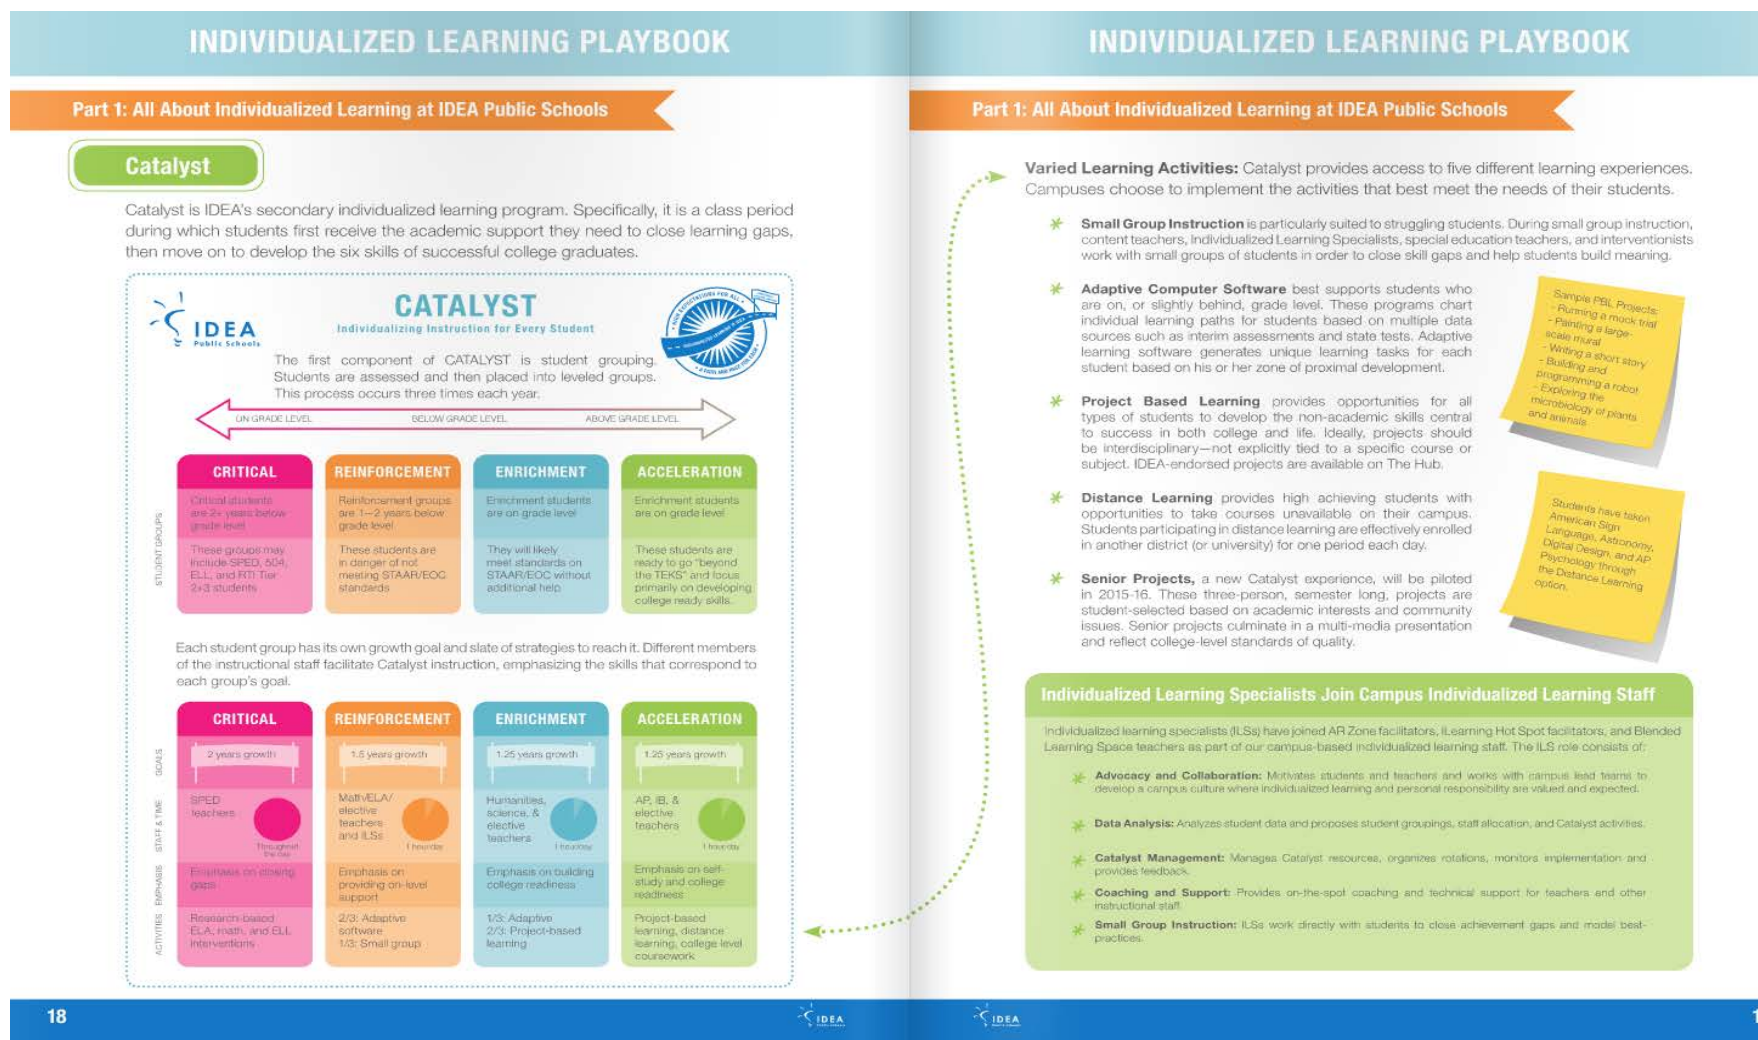 INDIVIDUALIZED LEARNING PLAYBOOK
Part 1: All About Individualized Learning at IDEA Public Schools
Catalyst
Catalyst is IDEA's secondary individualized learning program. Specifically, it is a class period
during which students first receive the academic support they need to close learning gaps,
then move on to develop the six skills of successful college graduates.
IDEA
Public Schools
CATALYST
Individualizing Instruction for Every Student
The first component of CATALYST is student grouping.
Students are assessed and then placed into leveled groups.
This process occurs three times each year.
ON GRADE LEVEL
BELOW GRADE LEVEL
ABOVE GRADE LEVEL
STUDENT GROUPS
CRITICAL
Critical students
are 2+ years below
grade level
These groups may
include SPED, 504,
ELL, and RTI Tier
2+3 students
REINFORCEMENT
Reinforcement groups
are 1—2 years below
grade level
These students are
in danger of not
meeting STAAR/EOC
standards
ENRICHMENT
Enrichment students
are on grade level
They will likely
meet standards on
STAAR/EOC without
additional help
ACCELERATION
Enrichment students
are on grade level
These students are
ready to go "beyond
the TEKS" and focus
primarily on developing
college ready skills.
Each student group has its own growth goal and slate of strategies to reach it. Different members
of the instructional staff facilitate Catalyst instruction, emphasizing the skills that correspond to
each group's goal.
GOALS
STAFF & TIME
EMPHASIS
ACTIVITIES
CRITICAL
2 years growth
SPED
teachers
Throughout
the day
Emphasis on closing
gaps
Research-based
ELA, math, and ELL
interventions
REINFORCEMENT
1.5 years growth
Math/ELA/
elective
teachers
and ILSs
1 hour/day
Emphasis on
providing on-level
support
2/3: Adaptive
software
1/3: Small group
ENRICHMENT
1.25 years growth
Humanities,
science, &
elective
teachers
1 hour/day
Emphasis on building
college readiness
1/3: Adaptive
2/3: Project-based
learning
ACCELERATION
1.25 years growth
AP, IB, &
elective
teachers
1 hour/day
Emphasis on self-
study and college
readiness
Project-based
learning, distance
learning, college level
coursework
18
IDEA
INDIVIDUALIZED LEARNING PLAYBOOK
Part 1: All About Individualized Learning at IDEA Public Schools
Varied Learning Activities: Catalyst provides access to five different learning experiences.
Campuses choose to implement the activities that best meet the needs of their students.
Small Group Instruction is particularly suited to struggling students. During small group instruction,
content teachers, Individualized Learning Specialists, special education teachers, and interventionists
work with small groups of students in order to close skill gaps and help students build meaning.
Adaptive Computer Software best supports students who
are on, or slightly behind, grade level. These programs chart
individual learning paths for students based on multiple data
sources such as interim assessments and state tests. Adaptive
learning software generates unique learning tasks for each
student based on his or her zone of proximal development.
Sample PBL Projects:
- Running a mock trial
- Painting a large-
scale mural
- Writing a short story
- Building and
programming a robot
- Exploring the
microbiology of plants
and animals
Project Based Learning provides opportunities for all
types of students to develop the non-academic skills central
to success in both college and life. Ideally, projects should
be interdisciplinary—not explicitly tied to a specific course or
subject. IDEA-endorsed projects are available on The Hub.
Distance Learning provides high achieving students with
opportunities to take courses unavailable on their campus.
Students participating in distance learning are effectively enrolled
in another district (or university) for one period each day.
Students have taken
American Sign
Language, Astronomy,
Digital Design, and AP
Psychology through
the Distance Learning
option.
Senior Projects, a new Catalyst experience, will be piloted
in 2015-16. These three-person, semester long, projects are
student-selected based on academic interests and community
issues. Senior projects culminate in a multi-media presentation
and reflect college-level standards of quality.
Individualized Learning Specialists Join Campus Individualized Learning Staff
Individualized learning specialists (ILSs) have joined AR Zone facilitators, iLearning Hot Spot facilitators, and Blended
Learning Space teachers as part of our campus-based individualized learning staff. The ILS role consists of:
Advocacy and Collaboration: Motivates students and teachers and works with campus lead teams to
develop a campus culture where individualized learning and personal responsibility are valued and expected.
Data Analysis: Analyzes student data and proposes student groupings, staff allocation, and Catalyst activities.
Catalyst Management: Manages Catalyst resources, organizes rotations, monitors implementation and
provides feedback.
Coaching and Support: Provides on-the-spot coaching and technical support for teachers and other
instructional staff.
Small Group Instruction: ILSs work directly with students to close achievement gaps and model best-
practices.
IDEA